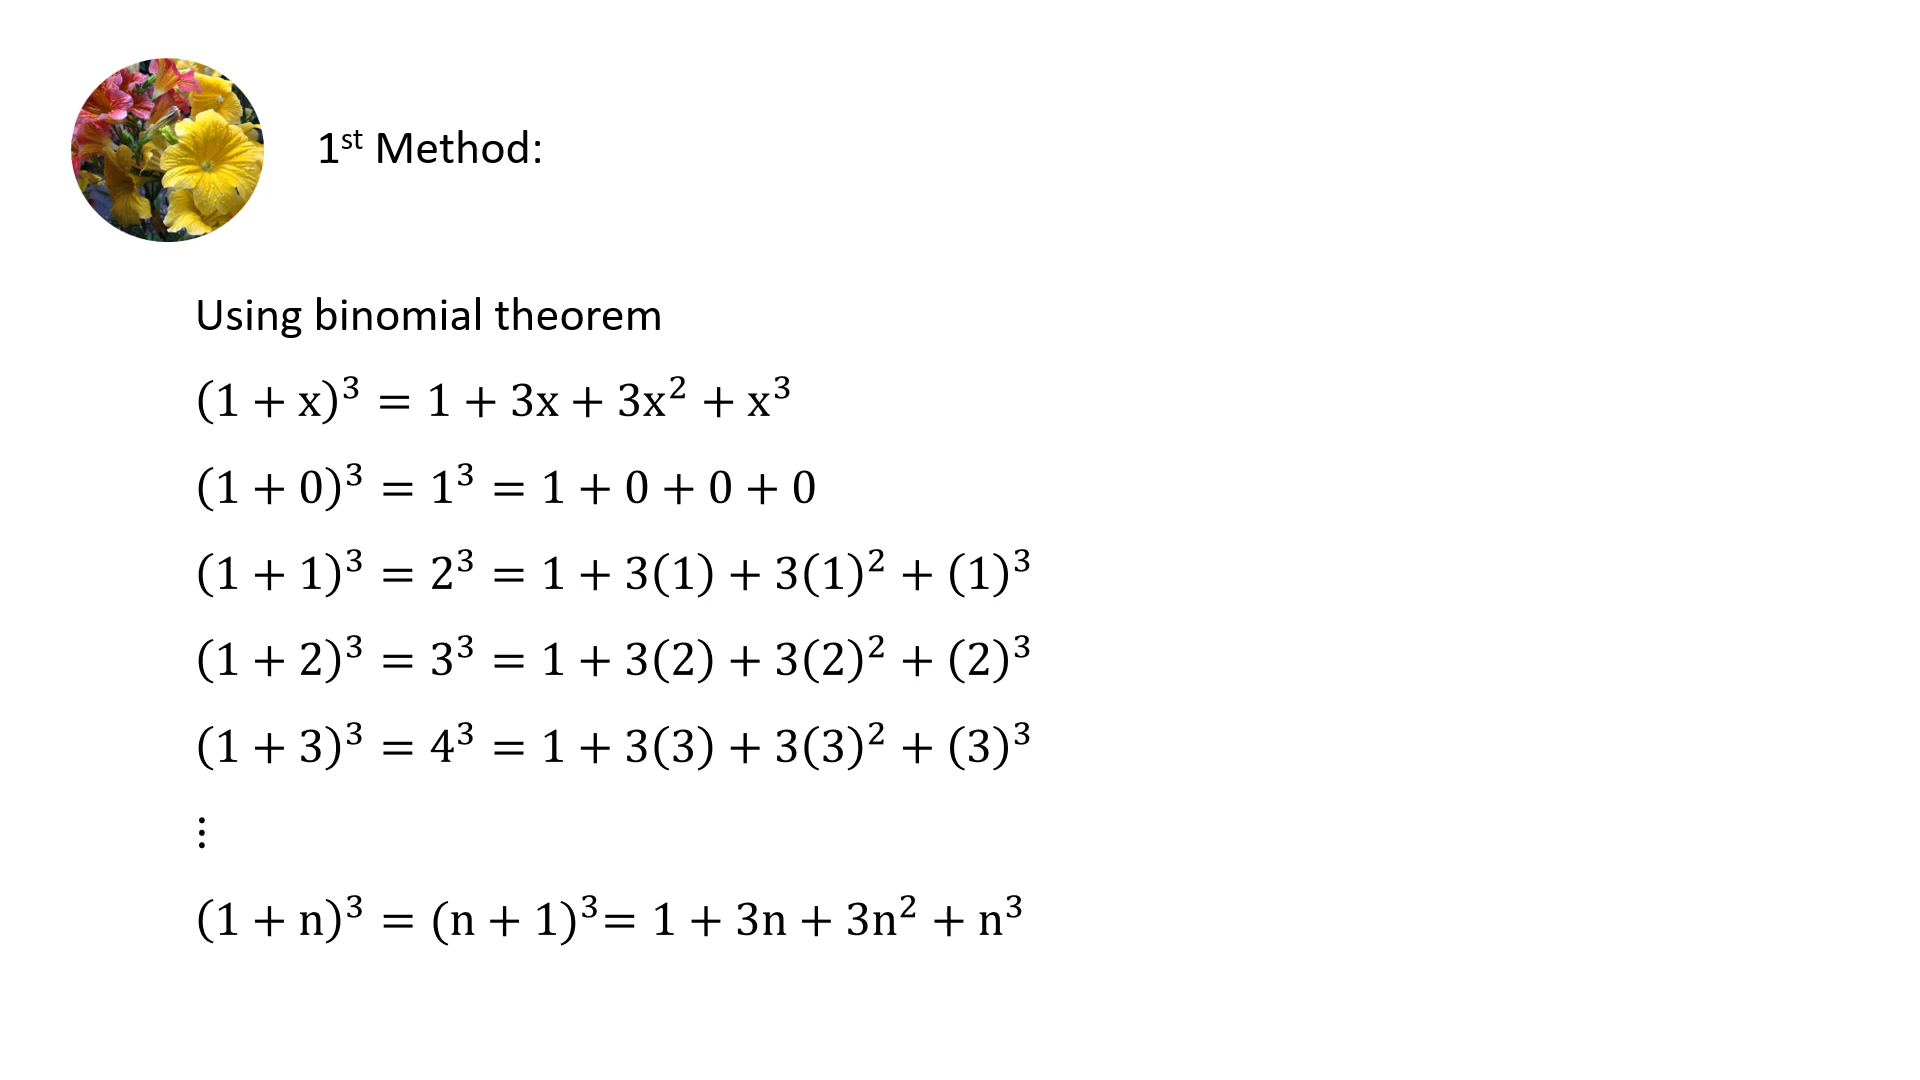 1st Method:
Using binomial theorem
(1 + x)³ = 1 + 3x + 3x² + x³
(1 + 0)³ = 1³ = 1 + 0 + 0 + 0
(1 + 1)³ = 2³ = 1 + 3(1) + 3(1)² + (1)³
(1 + 2)³ = 3³ = 1 + 3(2) + 3(2)² + (2)³
(1 + 3)³ = 4³ = 1 + 3(3) + 3(3)² + (3)³
⋮
(1 + n)³ = (n + 1)³= 1 + 3n + 3n² + n³